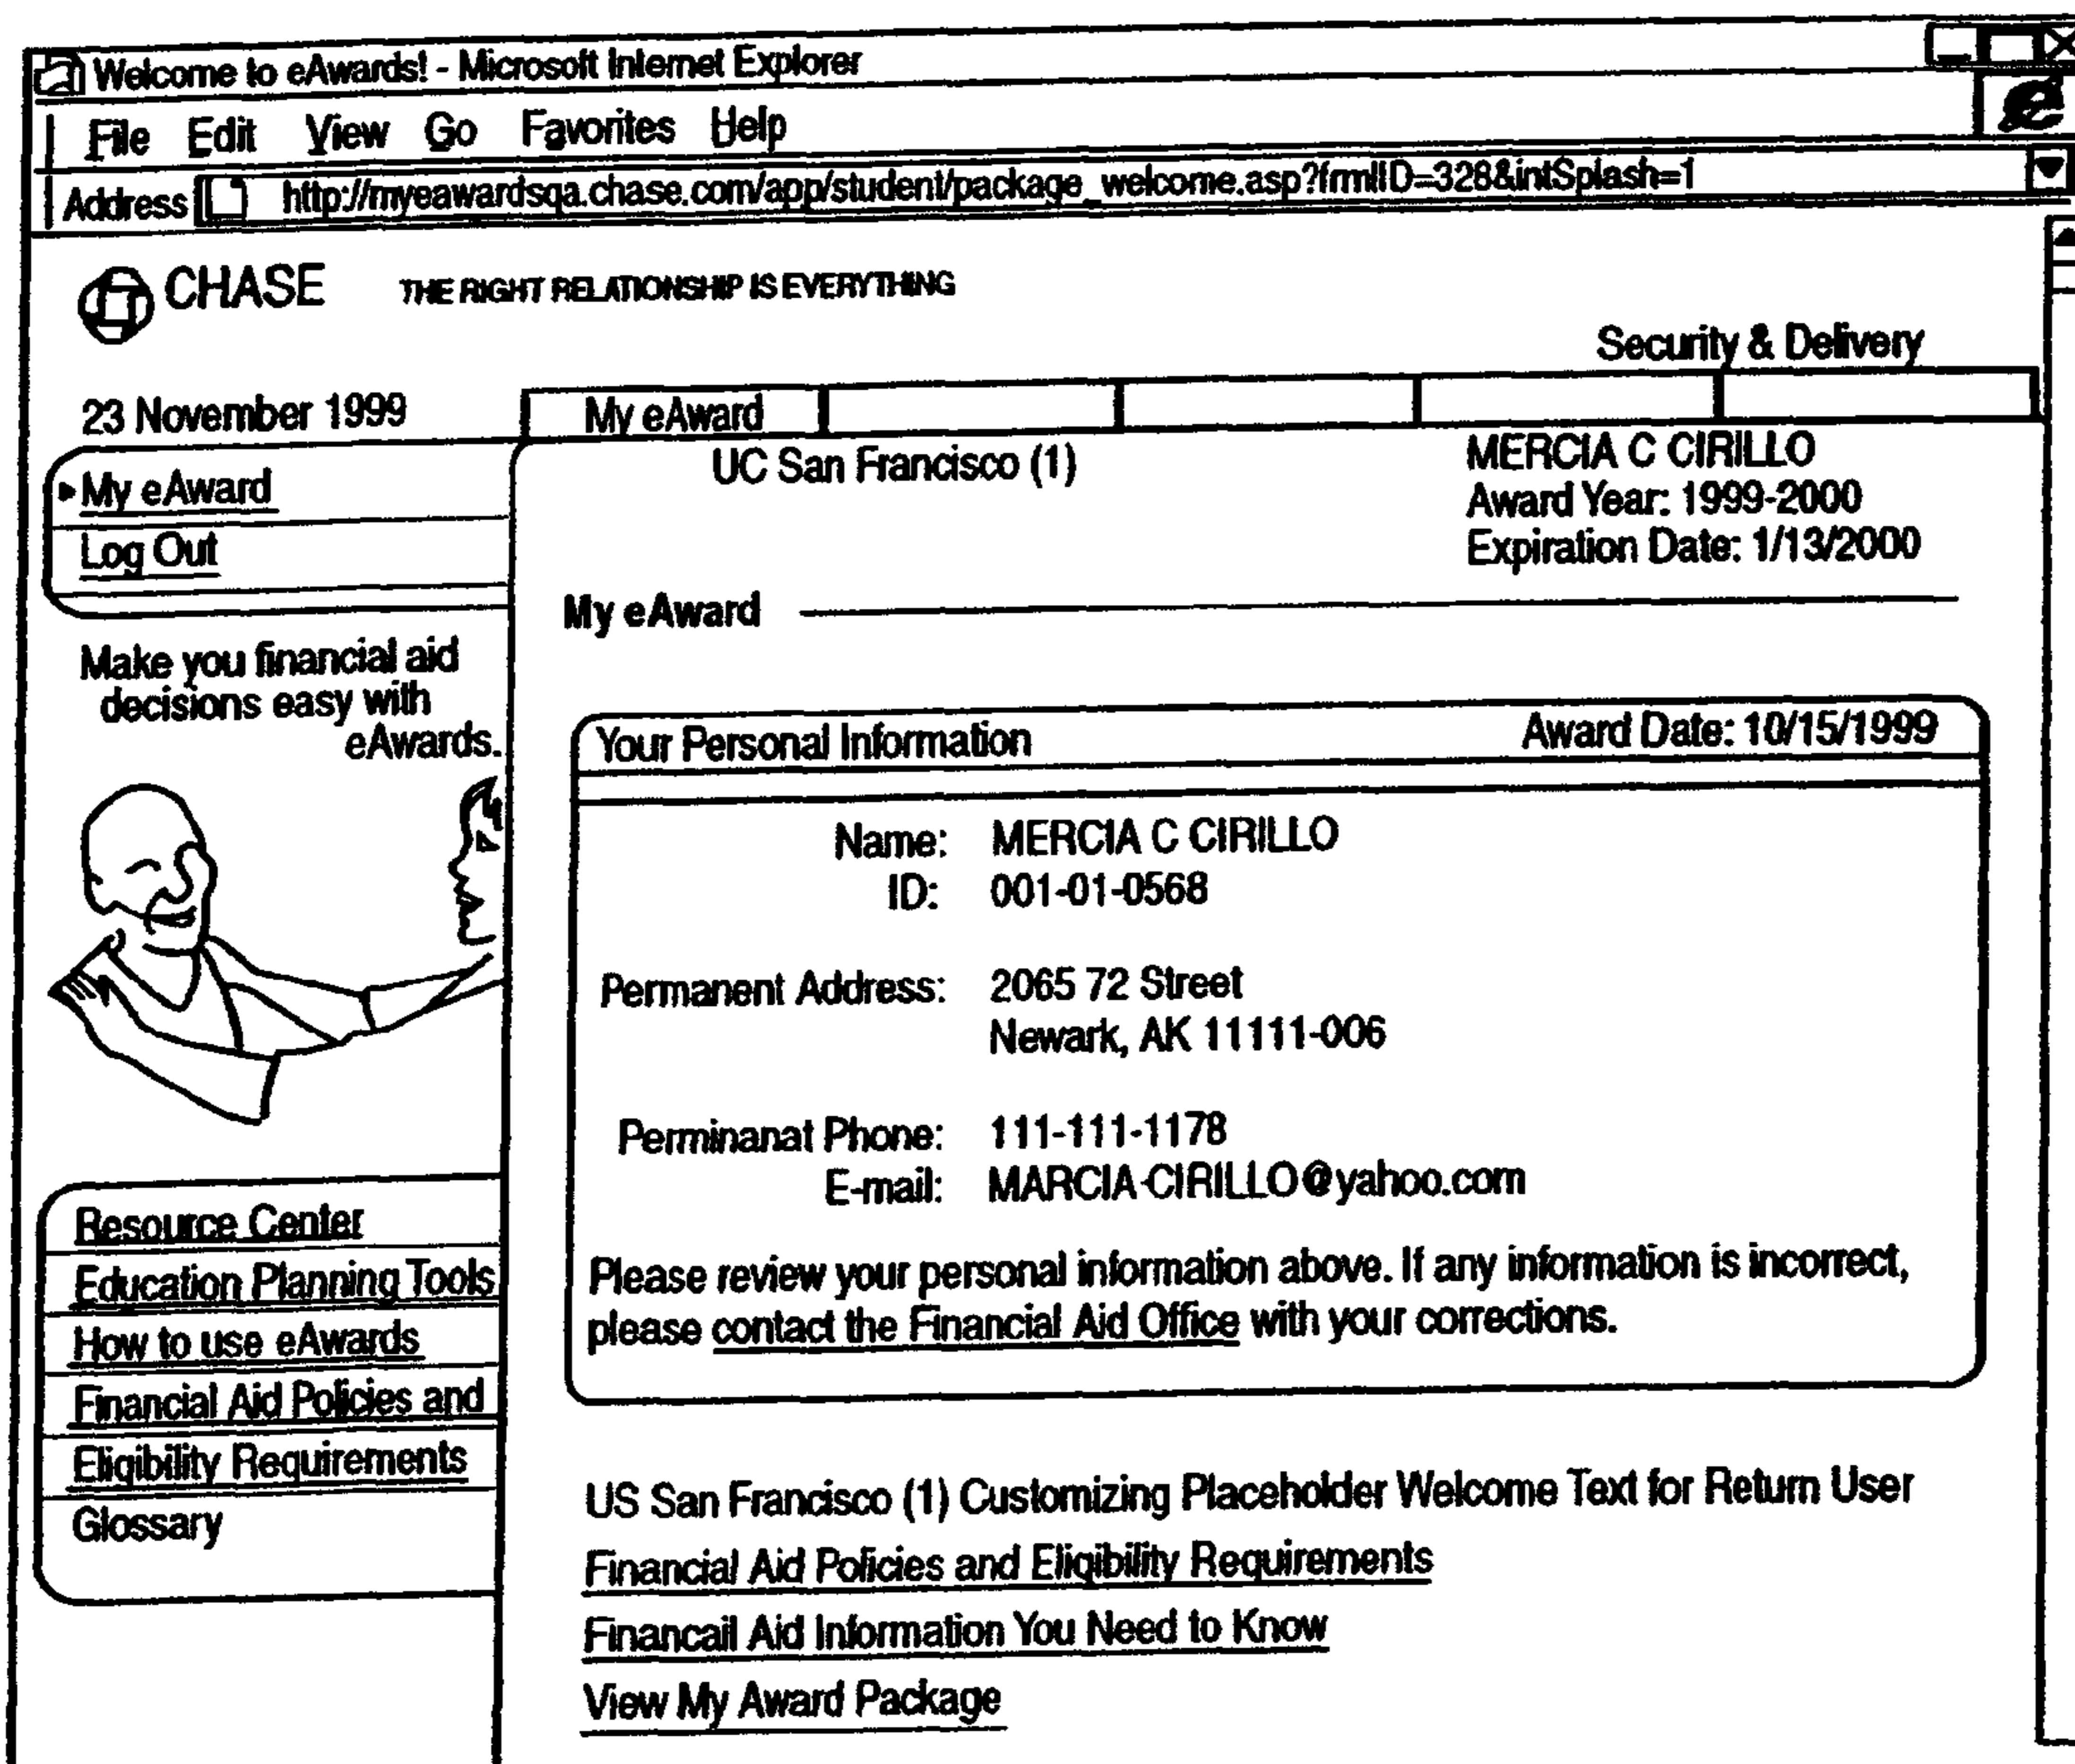 Welcome to eAwards! - Microsoft Internet Explorer
File Edit View Go Favorites Help
Address http://myeawardsqa.chase.com/app/student/package_welcome.asp?frmlID=328&intSplash=1
CHASE THE RIGHT RELATIONSHIP IS EVERYTHING
Security & Delivery
23 November 1999
My eAward
My eAward
Log Out
Make you financial aid
decisions easy with
eAwards.
Resource Center
Education Planning Tools
How to use eAwards
Financial Aid Policies and
Eligibility Requirements
Glossary
UC San Francisco (1)
MERCIA C CIRILLO
Award Year: 1999-2000
Expiration Date: 1/13/2000
My eAward
Your Personal Information Award Date: 10/15/1999
Name: MERCIA C CIRILLO
ID: 001-01-0568
Permanent Address: 2065 72 Street
Newark, AK 11111-006
Perminanat Phone: 111-111-1178
E-mail: MARCIA-CIRILLO@yahoo.com
Please review your personal information above. If any information is incorrect,
please contact the Financial Aid Office with your corrections.
US San Francisco (1) Customizing Placeholder Welcome Text for Return User
Financial Aid Policies and Eligibility Requirements
Financail Aid Information You Need to Know
View My Award Package